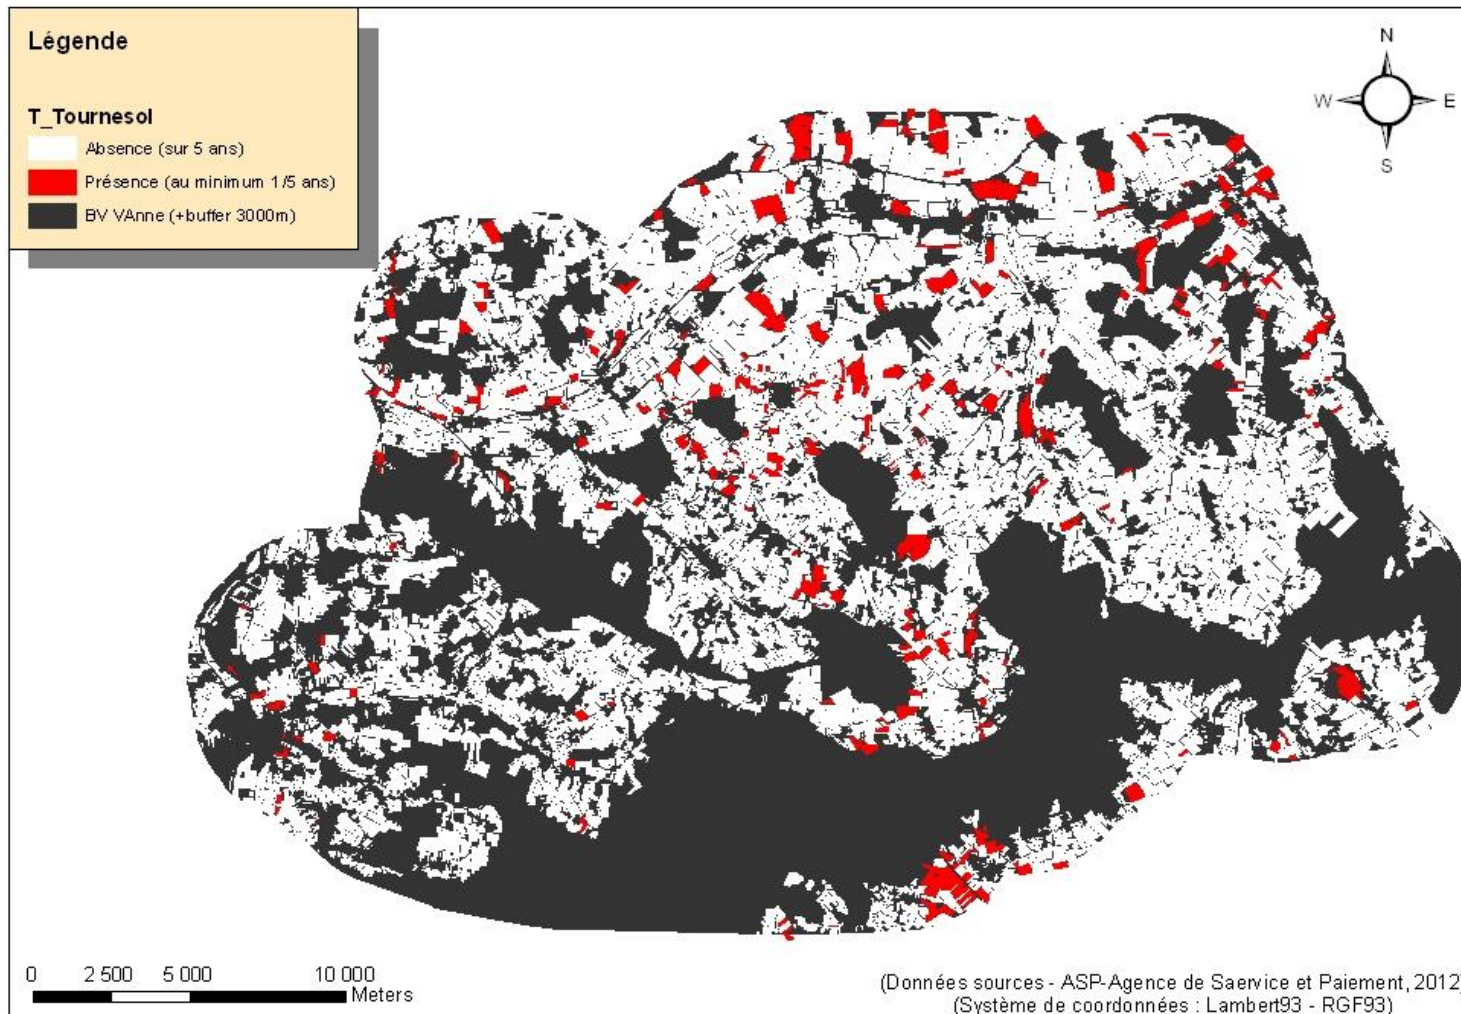 Légende
T_Tournesol
Absence (sur 5 ans)
Présence (au minimum 1/5 ans)
BV VAnne (+buffer 3000m)
N
W E
S
0 2 500 5 000 10 000
Meters
(Données sources - ASP-Agence de Saervice et Paiement, 2012)
(Système de coordonnées : Lambert93 - RGF93)